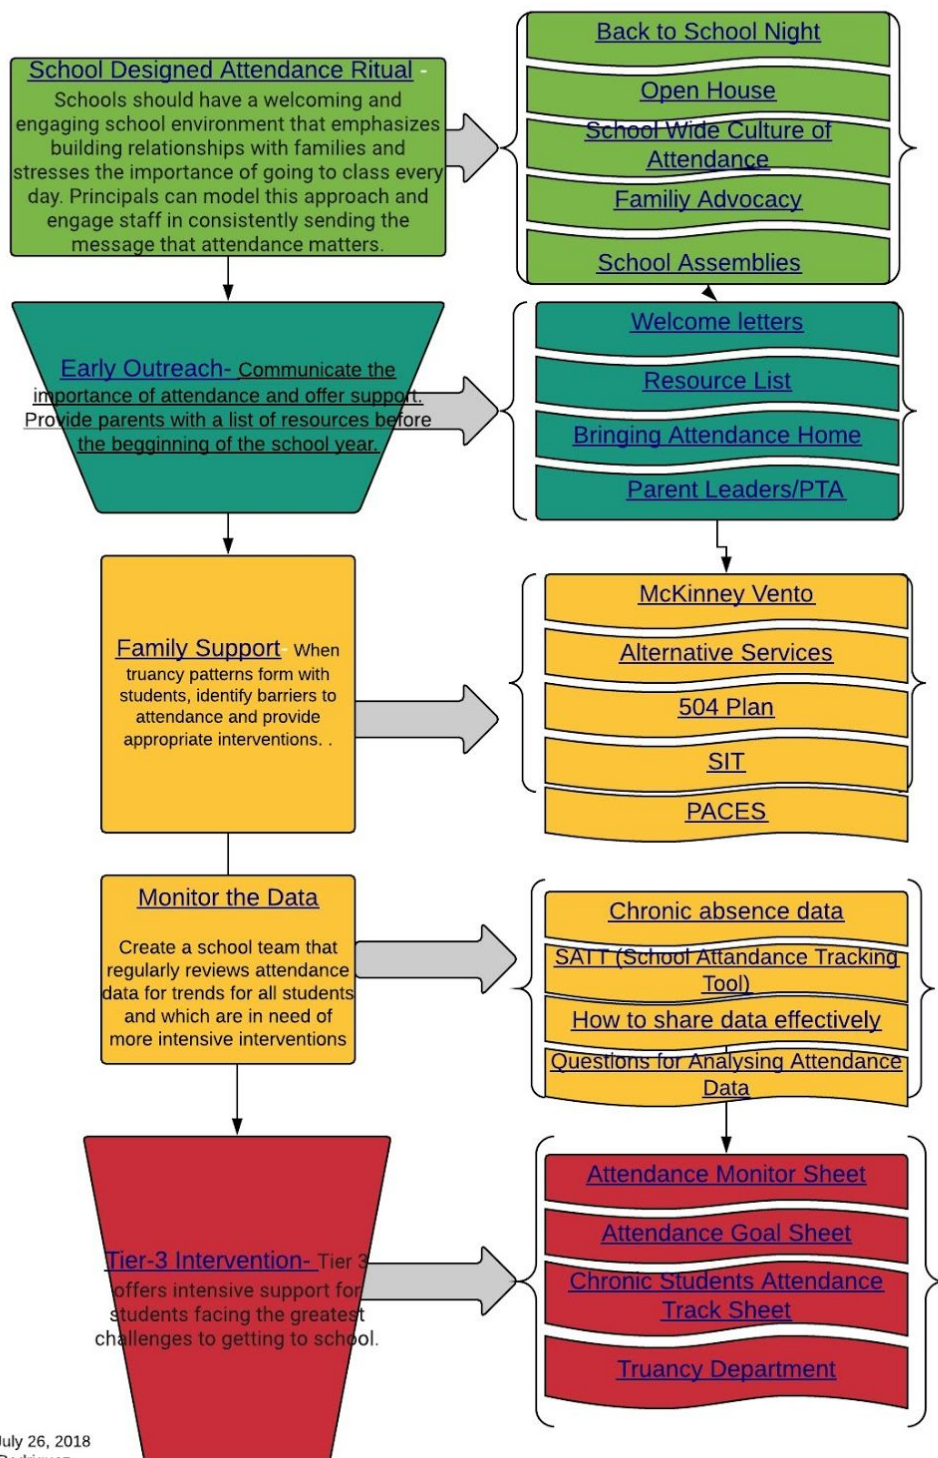 School Designed Attendance Ritual -
Schools should have a welcoming and
engaging school environment that emphasizes
building relationships with families and
stresses the importance of going to class every
day. Principals can model this approach and
engage staff in consistently sending the
message that attendance matters.
Back to School Night
Open House
School Wide Culture of
Attendance
Familiy Advocacy
School Assemblies
Early Outreach- Communicate the
importance of attendance and offer support.
Provide parents with a list of resources before
the begginning of the school year.
Welcome letters
Resource List
Bringing Attendance Home
Parent Leaders/PTA
Family Support- When
truancy patterns form with
students, identify barriers to
attendance and provide
appropriate interventions. .
McKinney Vento
Alternative Services
504 Plan
SIT
PACES
Monitor the Data
Create a school team that
regularly reviews attendance
data for trends for all students
and which are in need of
more intensive interventions
Chronic absence data
SATT (School Attandance Tracking
Tool)
How to share data effectively
Questions for Analysing Attendance
Data
Tier-3 Intervention- Tier 3
offers intensive support for
students facing the greatest
challenges to getting to school.
Attendance Monitor Sheet
Attendance Goal Sheet
Chronic Students Attendance
Track Sheet
Truancy Department
July 26, 2018